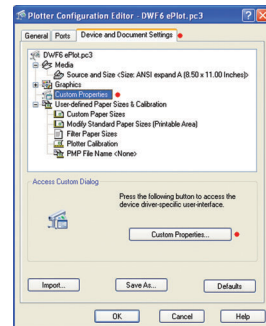 Plotter Configuration Editor - DWF6 ePlot.pc3
General
Ports
Device and Document Settings
DWF6 ePlot.pc3
Media
Source and Size <Size: ANSI expand A (8.50 x 11.00 Inches)>
Graphics
Custom Properties
User-defined Paper Sizes & Calibration
Custom Paper Sizes
Modify Standard Paper Sizes (Printable Area)
Filter Paper Sizes
Plotter Calibration
PMP File Name <None>
Access Custom Dialog
Press the following button to access the
device driver-specific user-interface.
Custom Properties...
Import...
Save As...
Defaults
OK
Cancel
Help